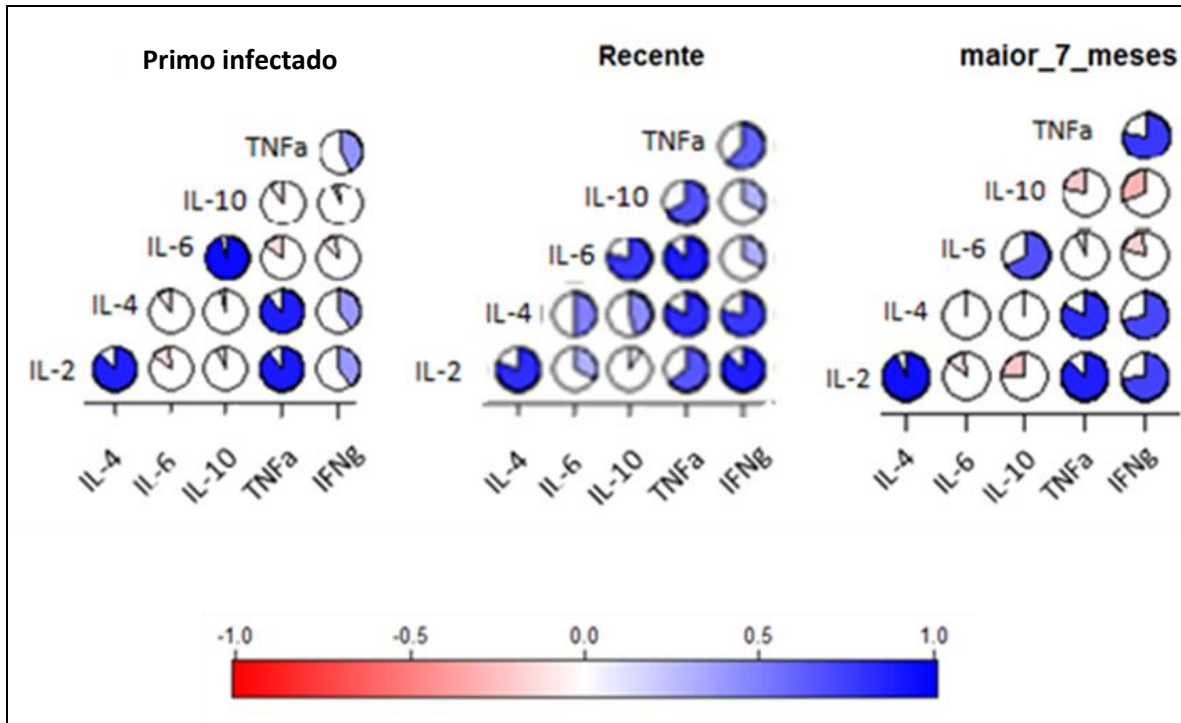 Primo infectado
TNFa
IL-10
IL-6
IL-4
IL-2
IL-4 IL-6 IL-10 TNFa IFNg
Recente
TNFa
IL-10
IL-6
IL-4
IL-2
IL-4 IL-6 IL-10 TNFa IFNg
maior_7_meses
TNFa
IL-10
IL-6
IL-4
IL-2
IL-4 IL-6 IL-10 TNFa IFNg
-1.0 -0.5 0.0 0.5 1.0